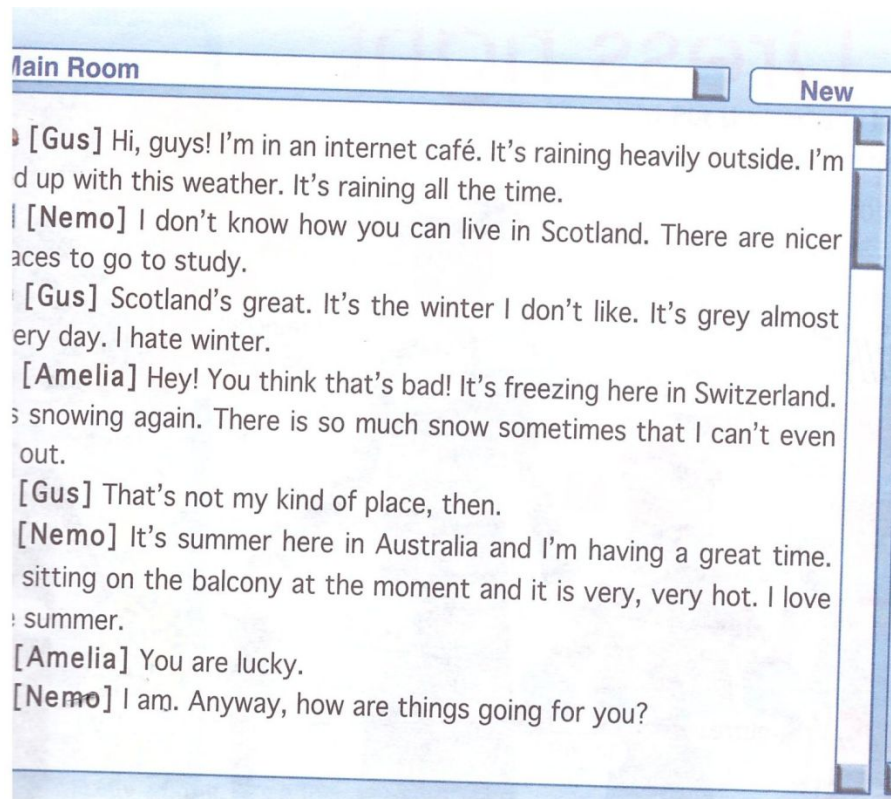 Main Room
New
[Gus] Hi, guys! I'm in an internet café. It's raining heavily outside. I'm
d up with this weather. It's raining all the time.
[Nemo] I don't know how you can live in Scotland. There are nicer
aces to go to study.
[Gus] Scotland's great. It's the winter I don't like. It's grey almost
ery day. I hate winter.
[Amelia] Hey! You think that's bad! It's freezing here in Switzerland.
s snowing again. There is so much snow sometimes that I can't even
out.
[Gus] That's not my kind of place, then.
[Nemo] It's summer here in Australia and I'm having a great time.
sitting on the balcony at the moment and it is very, very hot. I love
summer.
[Amelia] You are lucky.
[Nemo] I am. Anyway, how are things going for you?